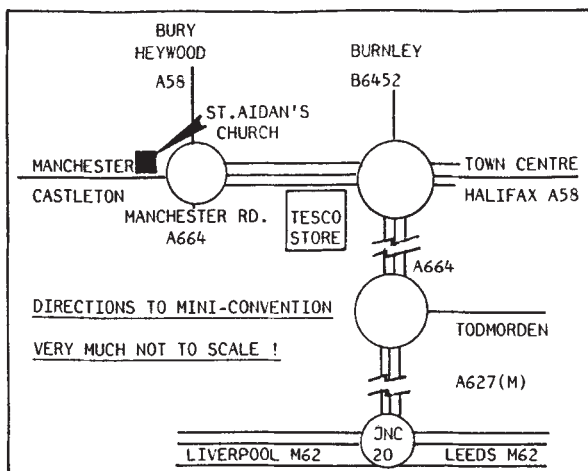 BURY
HEYWOOD
A58
BURNLEY
B6452
ST.AIDAN'S
CHURCH
MANCHESTER
CASTLETON
TOWN CENTRE
HALIFAX A58
MANCHESTER RD.
A664
TESCO
STORE
A664
DIRECTIONS TO MINI-CONVENTION
TODMORDEN
VERY MUCH NOT TO SCALE !
A627(M)
JNC
20
LIVERPOOL M62
LEEDS M62